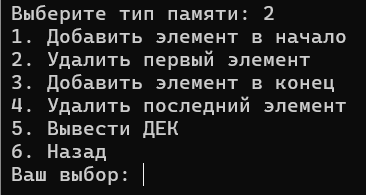 Выберите тип памяти: 2
1. Добавить элемент в начало
2. Удалить первый элемент
3. Добавить элемент в конец
4. Удалить последний элемент
5. Вывести ДЕК
6. Назад
Ваш выбор: